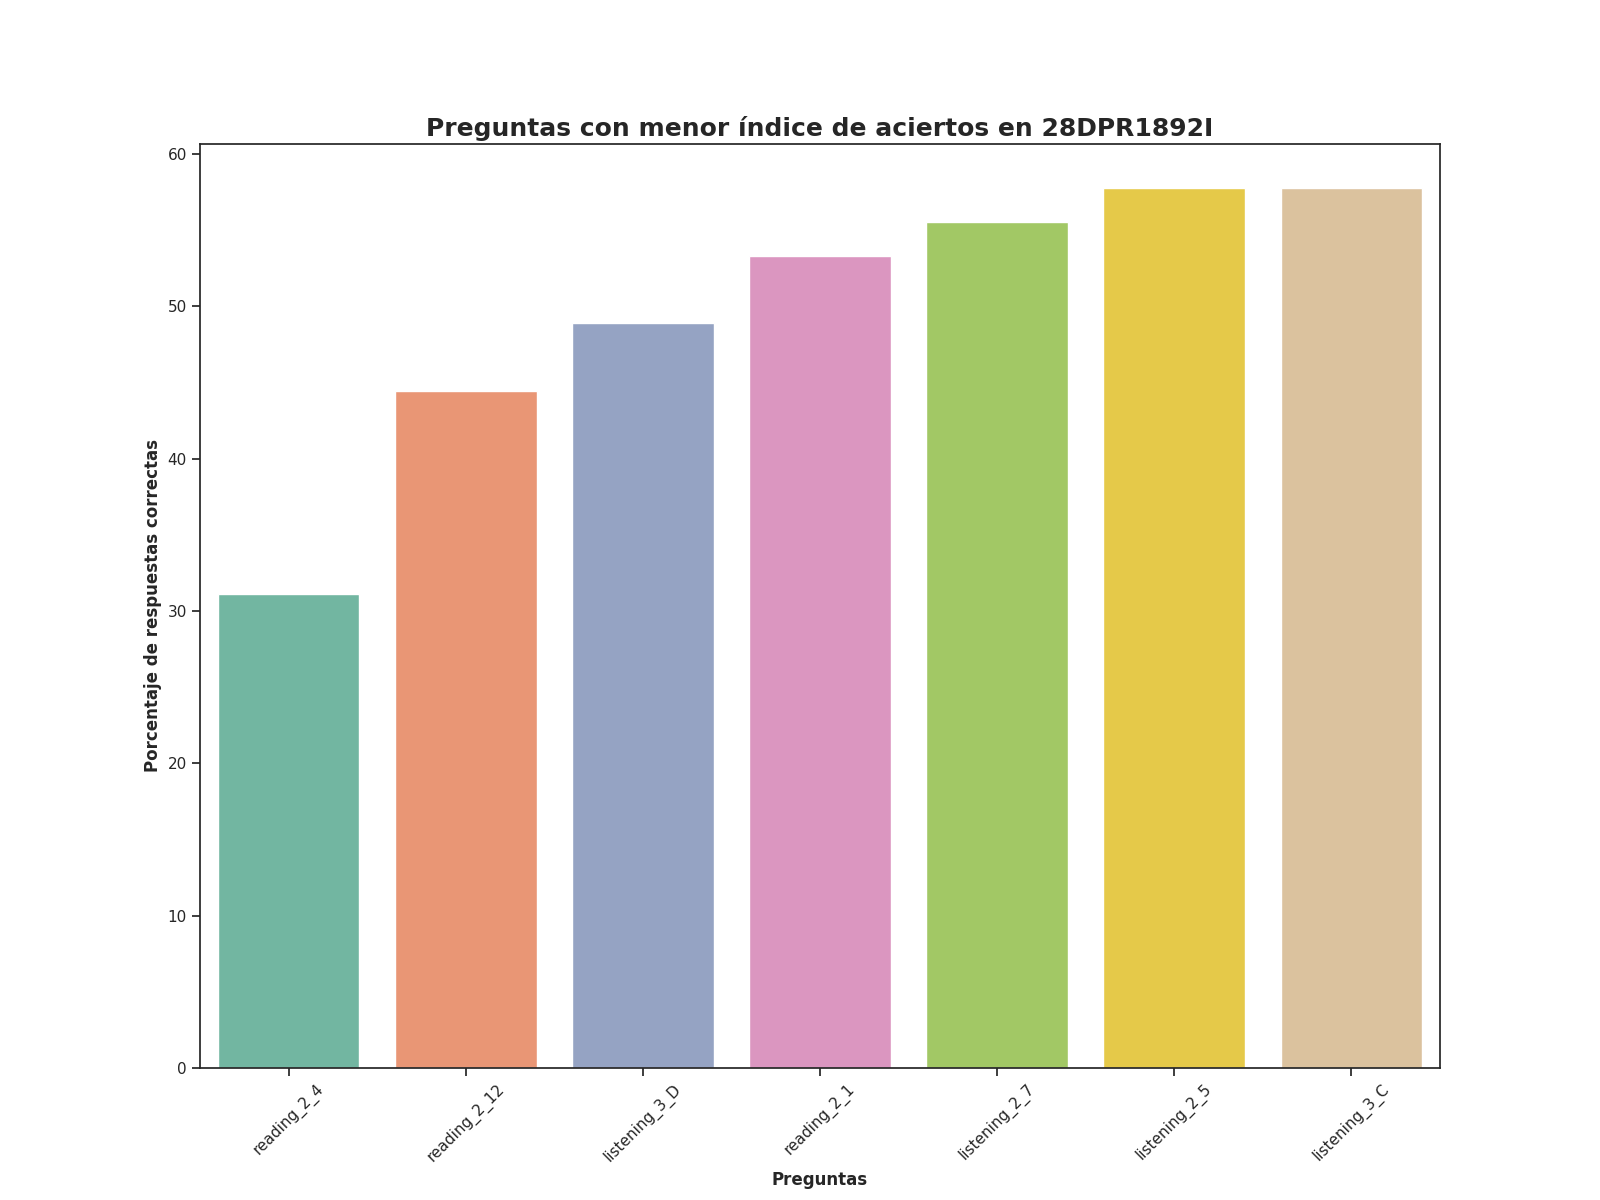 Preguntas con menor índice de aciertos en 28DPR1892I
Porcentaje de respuestas correctas
60
50
40
30
20
10
0
reading_2_4
reading_2_12
listening_3_D
reading_2_1
listening_2_7
listening_2_5
listening_3_C
Preguntas